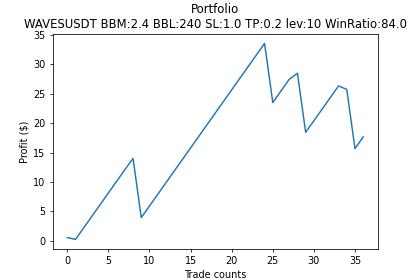 Portfolio
WAVESUSDT BBM:2.4 BBL:240 SL:1.0 TP:0.2 lev:10 WinRatio:84.0
35
30
25
20
15
10
5
0
Profit ($)
0 5 10 15 20 25 30 35
Trade counts